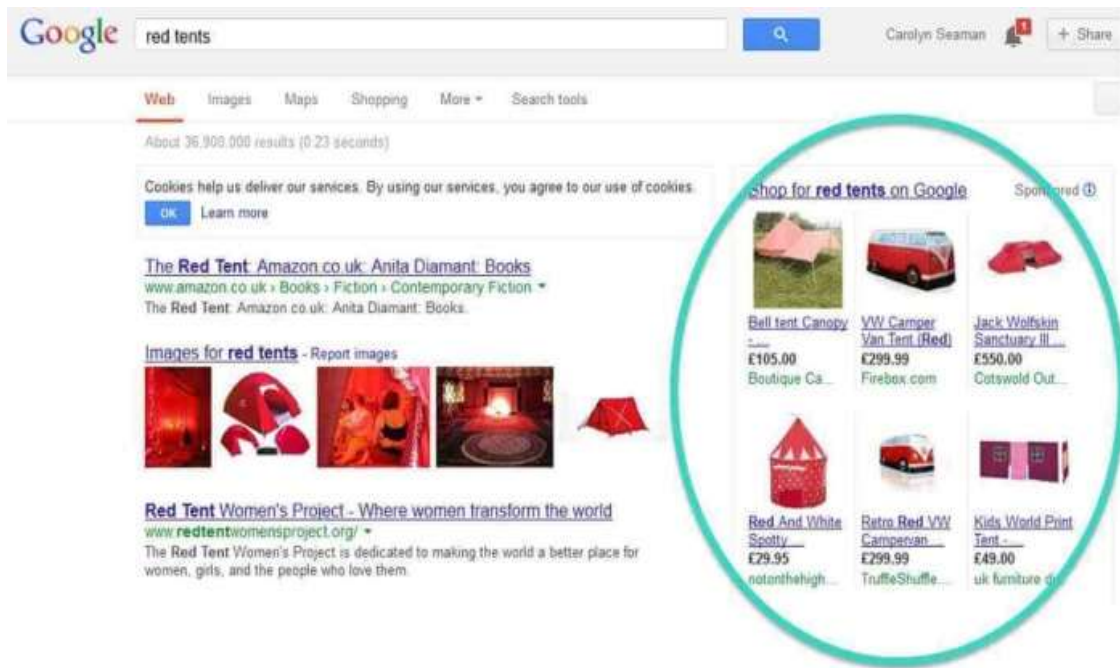 Google
red tents
Carolyn Seaman
1
+ Share
Web Images Maps Shopping More Search tools
About 36,900,000 results (0.23 seconds)
Cookies help us deliver our services. By using our services, you agree to our use of cookies.
OK Learn more
The Red Tent: Amazon.co.uk: Anita Diamant: Books
www.amazon.co.uk › Books › Fiction › Contemporary Fiction
The Red Tent: Amazon.co.uk: Anita Diamant: Books.
Images for red tents - Report images
Red Tent Women's Project - Where women transform the world
www.redtentwomensproject.org/
The Red Tent Women's Project is dedicated to making the world a better place for
women, girls, and the people who love them.
Shop for red tents on Google
Sponsored
Bell tent Canopy
- ...
£105.00
Boutique Ca...
VW Camper
Van Tent (Red)
£299.99
Firebox.com
Jack Wolfskin
Sanctuary III ...
£550.00
Cotswold Out...
Red And White
Spotty ...
£29.95
notonthehigh...
Retro Red VW
Campervan ...
£299.99
TruffleShuffle...
Kids World Print
Tent - ...
£49.00
uk furniture